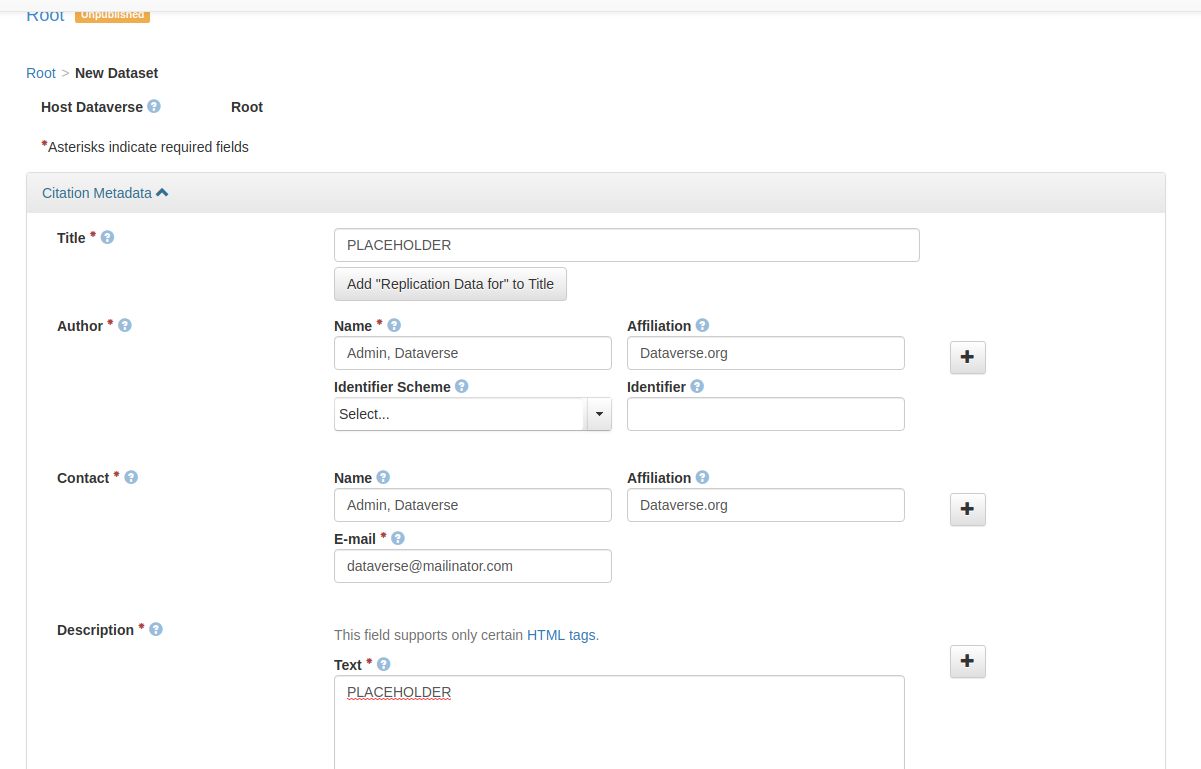 Root Unpublished
Root > New Dataset
Host Dataverse Root
*Asterisks indicate required fields
Citation Metadata
Title *
PLACEHOLDER
Add "Replication Data for" to Title
Author *
Name * Affiliation
Admin, Dataverse Dataverse.org
Identifier Scheme Identifier
Select...
Contact *
Name Affiliation
Admin, Dataverse Dataverse.org
E-mail *
dataverse@mailinator.com
Description *
This field supports only certain HTML tags.
Text *
PLACEHOLDER